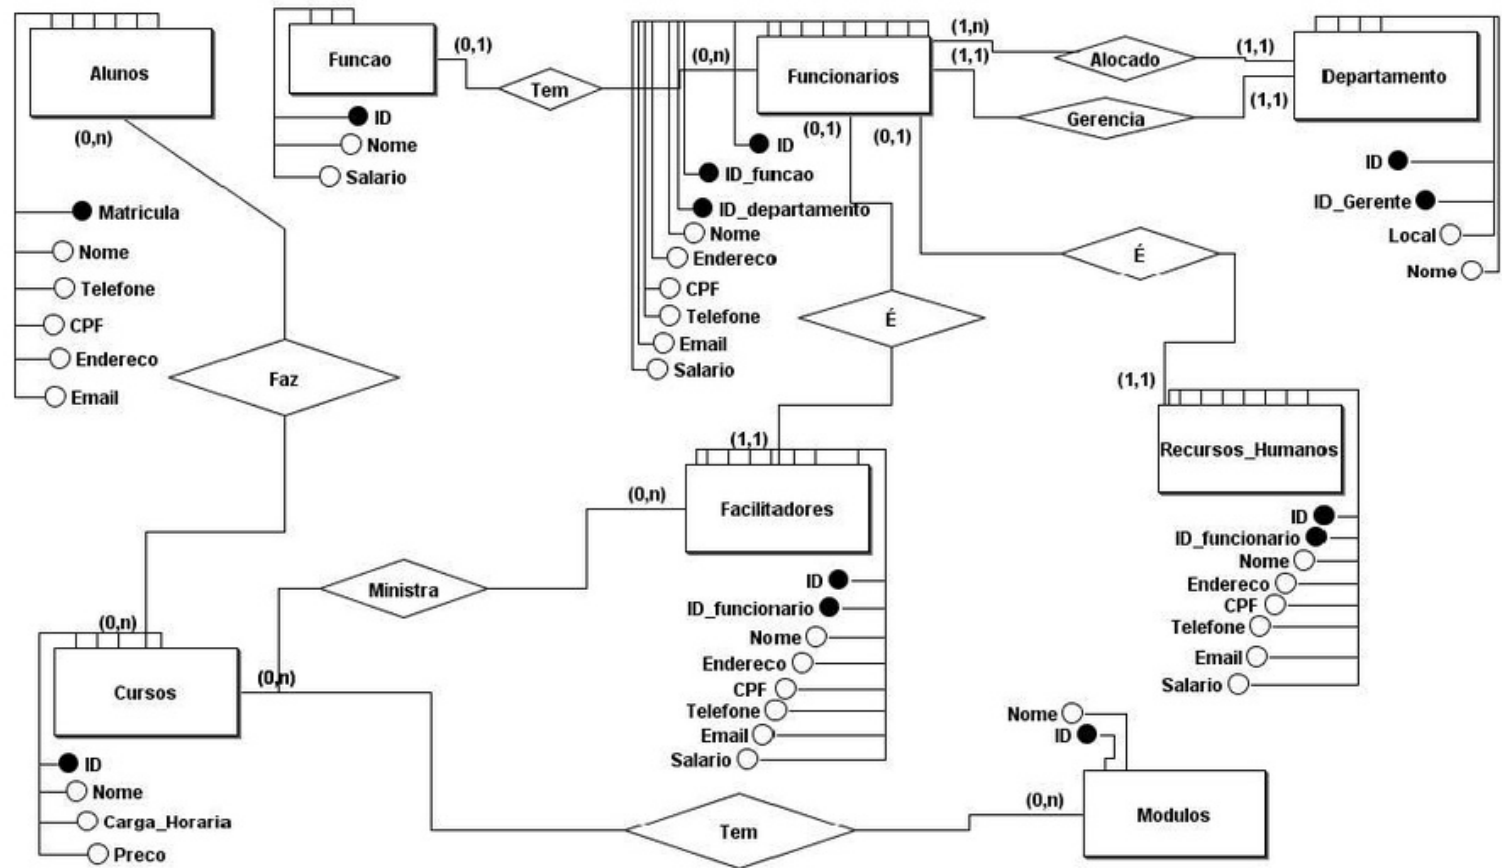 Alunos
(0,n)
Matricula
Nome
Telefone
CPF
Endereco
Email
Funcao
(0,1)
ID
Nome
Salario
Tem
(0,n)
Funcionarios
(1,n)
(1,1)
(0,1)
(0,1)
ID
ID_funcao
ID_departamento
Nome
Endereco
CPF
Telefone
Email
Salario
Alocado
Gerencia
(1,1)
(1,1)
Departamento
ID
ID_Gerente
Local
Nome
É
É
Faz
(1,1)
Recursos_Humanos
ID
ID_funcionario
Nome
Endereco
CPF
Telefone
Email
Salario
(1,1)
(0,n)
Facilitadores
ID
ID_funcionario
Nome
Endereco
CPF
Telefone
Email
Salario
Ministra
(0,n)
Cursos
(0,n)
ID
Nome
Carga_Horaria
Preco
Tem
(0,n)
Nome
ID
Modulos